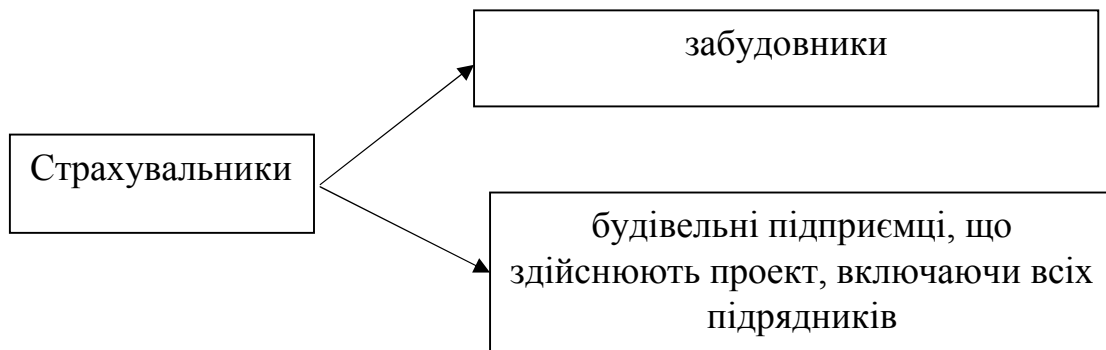 забудовники
Страхувальники
будівельні підприємці, що
здійснюють проект, включаючи всіх
підрядників